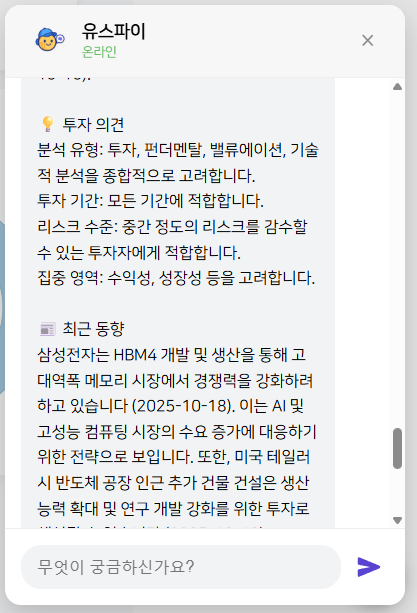 유스파이
온라인
💡 투자 의견
분석 유형: 투자, 펀더멘탈, 밸류에이션, 기술
적 분석을 종합적으로 고려합니다.
투자 기간: 모든 기간에 적합합니다.
리스크 수준: 중간 정도의 리스크를 감수할
수 있는 투자자에게 적합합니다.
집중 영역: 수익성, 성장성 등을 고려합니다.
📰 최근 동향
삼성전자는 HBM4 개발 및 생산을 통해 고
대역폭 메모리 시장에서 경쟁력을 강화하려
하고 있습니다 (2025-10-18). 이는 AI 및
고성능 컴퓨팅 시장의 수요 증가에 대응하기
위한 전략으로 보입니다. 또한, 미국 테일러
시 반도체 공장 인근 추가 건물 건설은 생산
능력 확대 및 연구 개발 강화를 위한 투자로
무엇이 궁금하신가요?